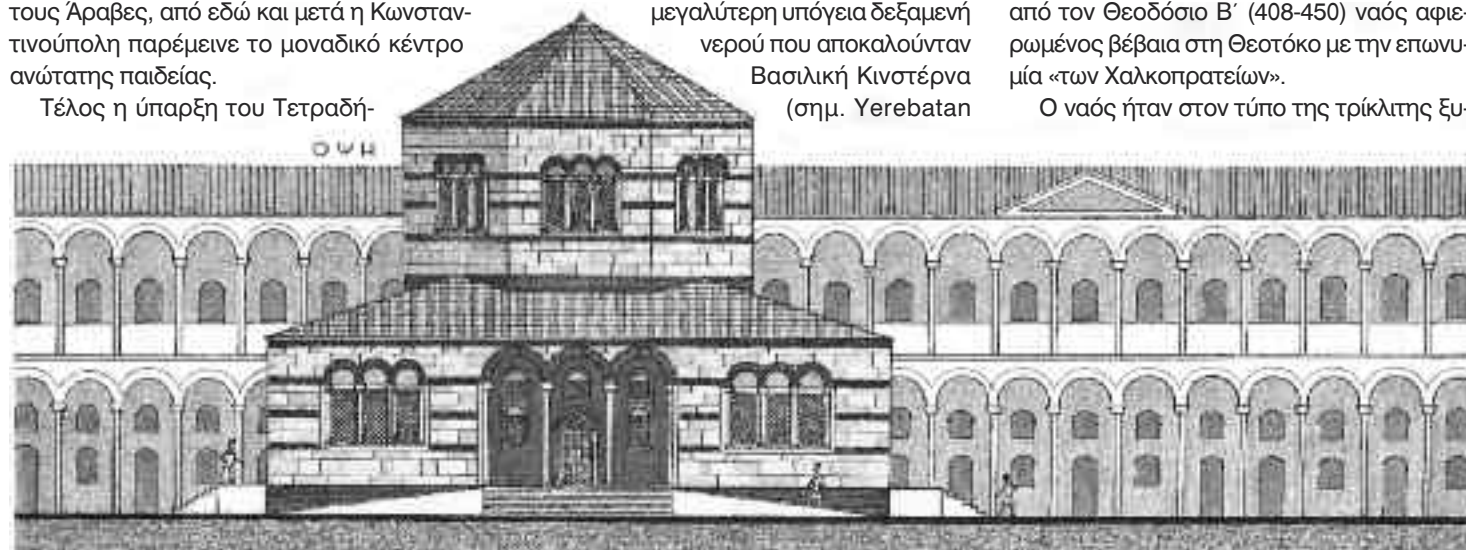 τους Άραβες, από εδώ και μετά η Κωνσταν-
τινούπολη παρέμεινε το μοναδικό κέντρο
ανώτατης παιδείας.
Τέλος η ύπαρξη του Τετραδή-
μεγαλύτερη υπόγεια δεξαμενή
νερού που αποκαλούνταν
Βασιλική Κινστέρνα
(σημ. Yerebatan
από τον Θεοδόσιο Β΄ (408-450) ναός αφιε-
ρωμένος βέβαια στη Θεοτόκο με την επωνυ-
μία «των Χαλκοπρατείων».
Ο ναός ήταν στον τύπο της τρίκλιτης ξυ-